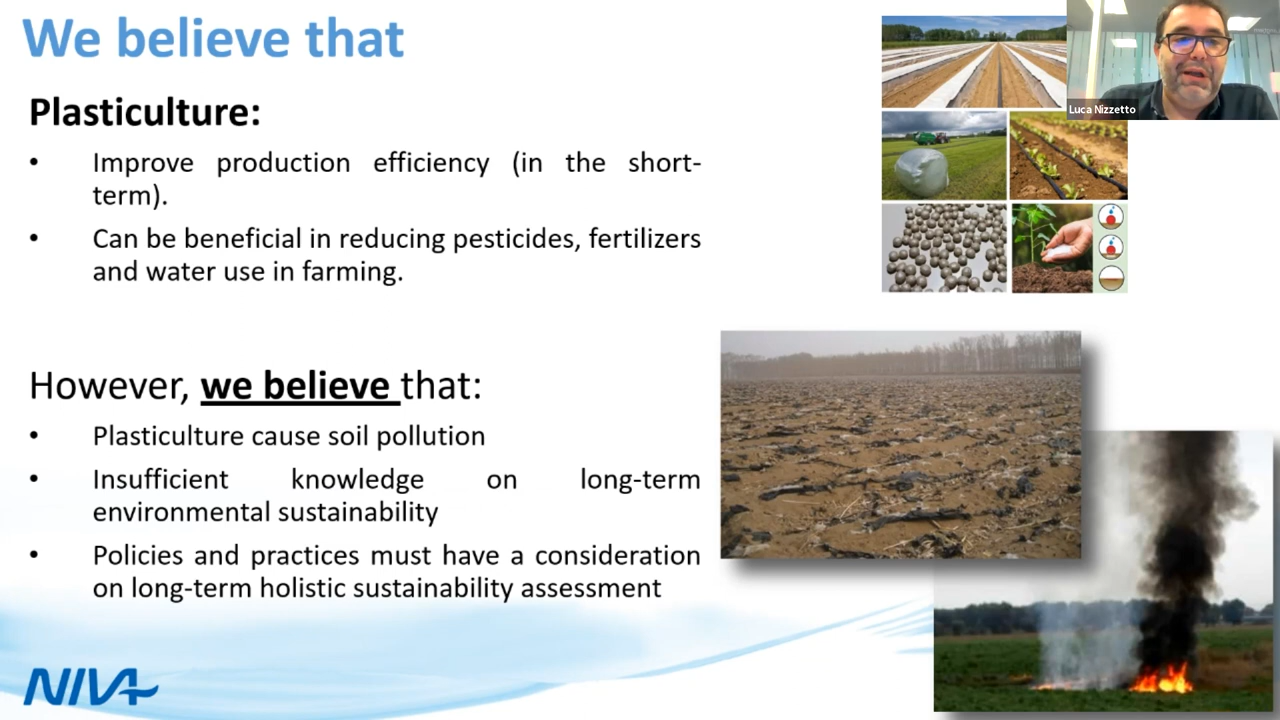 We believe that
Luca Nizzetto
Plasticulture:
• Improve production efficiency (in the short-
term).
• Can be beneficial in reducing pesticides, fertilizers
and water use in farming.
However, we believe that:
• Plasticulture cause soil pollution
• Insufficient knowledge on long-term
environmental sustainability
• Policies and practices must have a consideration
on long-term holistic sustainability assessment
NIVA